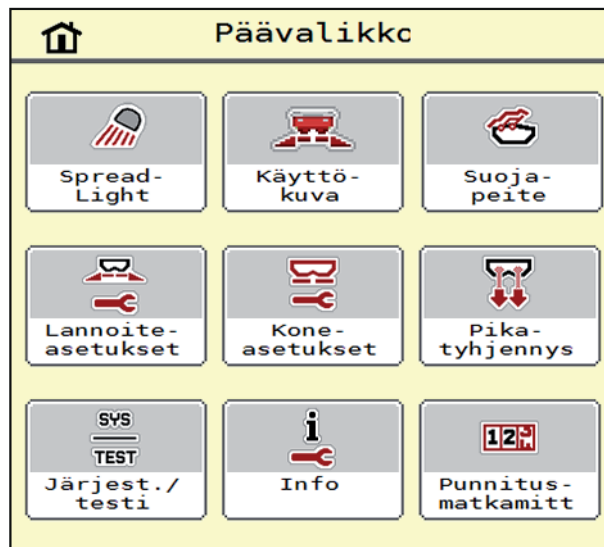 Päävalikko
Spread-
Light
Käyttö-
kuva
Suoja-
peite
Lannoite-
asetukset
Kone-
asetukset
Pika-
tyhjennys
SYS
TEST
Järjest./
testi
i
Info
12
Punnitus-
matkamitt